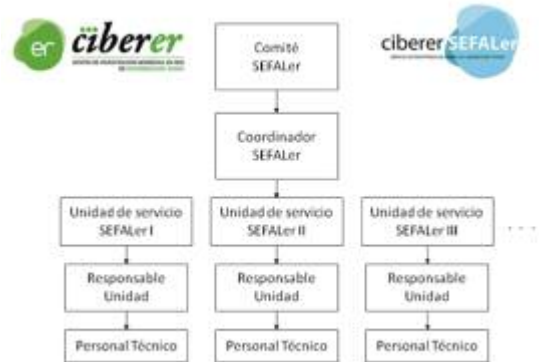 er ciberer
ciberer SEFALer
Comité
SEFALer
Coordinador
SEFALer
Unidad de servicio
SEFALer I
Unidad de servicio
SEFALer II
Unidad de servicio
SEFALer III
. . .
Responsable
Unidad
Responsable
Unidad
Responsable
Unidad
Personal Técnico
Personal Técnico
Personal Técnico